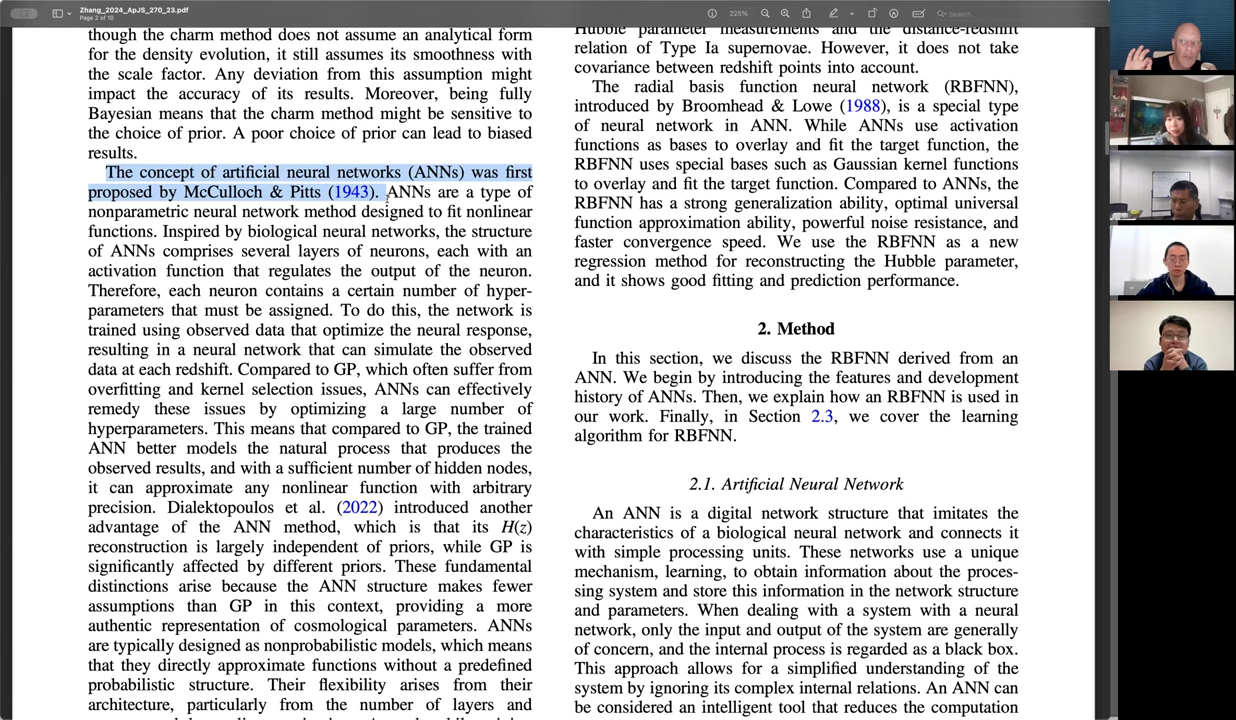 Zhang_2024_ApJS_270_23.pdf
Page 2 of 10
225%
Search
though the charm method does not assume an analytical form
for the density evolution, it still assumes its smoothness with
the scale factor. Any deviation from this assumption might
impact the accuracy of its results. Moreover, being fully
Bayesian means that the charm method might be sensitive to
the choice of prior. A poor choice of prior can lead to biased
results.
The concept of artificial neural networks (ANNs) was first
proposed by McCulloch & Pitts (1943). ANNs are a type of
nonparametric neural network method designed to fit nonlinear
functions. Inspired by biological neural networks, the structure
of ANNs comprises several layers of neurons, each with an
activation function that regulates the output of the neuron.
Therefore, each neuron contains a certain number of hyper-
parameters that must be assigned. To do this, the network is
trained using observed data that optimize the neural response,
resulting in a neural network that can simulate the observed
data at each redshift. Compared to GP, which often suffer from
overfitting and kernel selection issues, ANNs can effectively
remedy these issues by optimizing a large number of
hyperparameters. This means that compared to GP, the trained
ANN better models the natural process that produces the
observed results, and with a sufficient number of hidden nodes,
it can approximate any nonlinear function with arbitrary
precision. Dialektopoulos et al. (2022) introduced another
advantage of the ANN method, which is that its H(z)
reconstruction is largely independent of priors, while GP is
significantly affected by different priors. These fundamental
distinctions arise because the ANN structure makes fewer
assumptions than GP in this context, providing a more
authentic representation of cosmological parameters. ANNs
are typically designed as nonprobabilistic models, which means
that they directly approximate functions without a predefined
probabilistic structure. Their flexibility arises from their
architecture, particularly from the number of layers and
Hubble parameter measurements and the distance-redshift
relation of Type Ia supernovae. However, it does not take
covariance between redshift points into account.
The radial basis function neural network (RBFNN),
introduced by Broomhead & Lowe (1988), is a special type
of neural network in ANN. While ANNs use activation
functions as bases to overlay and fit the target function, the
RBFNN uses special bases such as Gaussian kernel functions
to overlay and fit the target function. Compared to ANNs, the
RBFNN has a strong generalization ability, optimal universal
function approximation ability, powerful noise resistance, and
faster convergence speed. We use the RBFNN as a new
regression method for reconstructing the Hubble parameter,
and it shows good fitting and prediction performance.
2. Method
In this section, we discuss the RBFNN derived from an
ANN. We begin by introducing the features and development
history of ANNs. Then, we explain how an RBFNN is used in
our work. Finally, in Section 2.3, we cover the learning
algorithm for RBFNN.
2.1. Artificial Neural Network
An ANN is a digital network structure that imitates the
characteristics of a biological neural network and connects it
with simple processing units. These networks use a unique
mechanism, learning, to obtain information about the proces-
sing system and store this information in the network structure
and parameters. When dealing with a system with a neural
network, only the input and output of the system are generally
of concern, and the internal process is regarded as a black box.
This approach allows for a simplified understanding of the
system by ignoring its complex internal relations. An ANN can
be considered an intelligent tool that reduces the computation